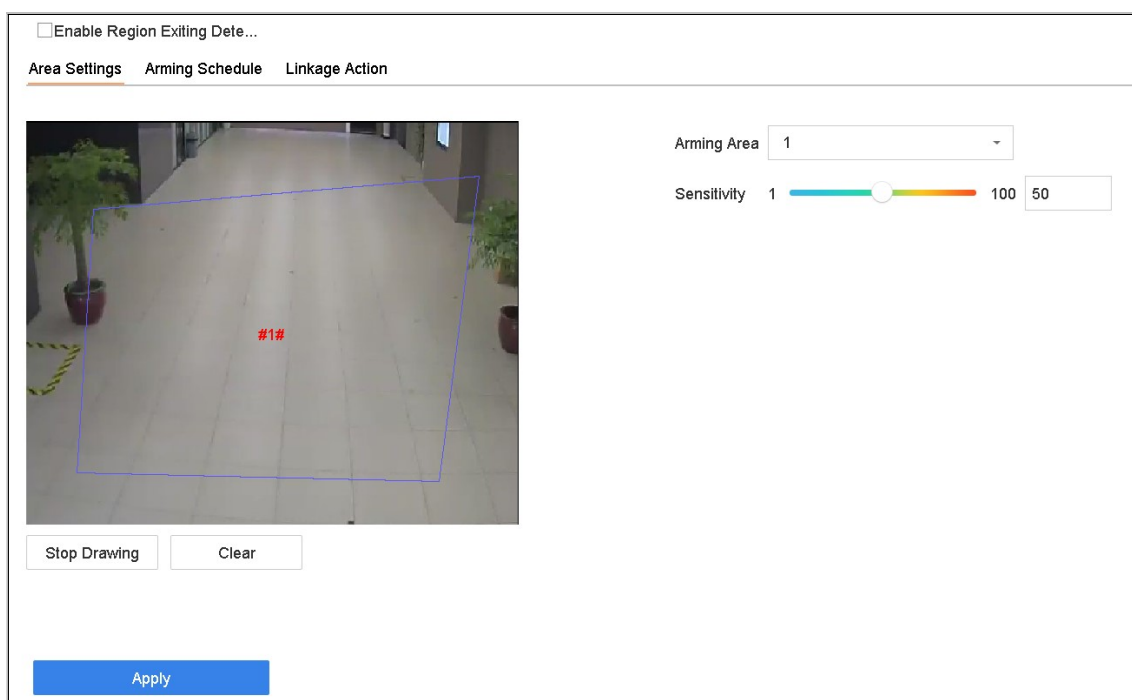 Enable Region Exiting Dete...
Area Settings Arming Schedule Linkage Action
Arming Area 1
Sensitivity 1 100 50
#1#
Stop Drawing Clear
Apply